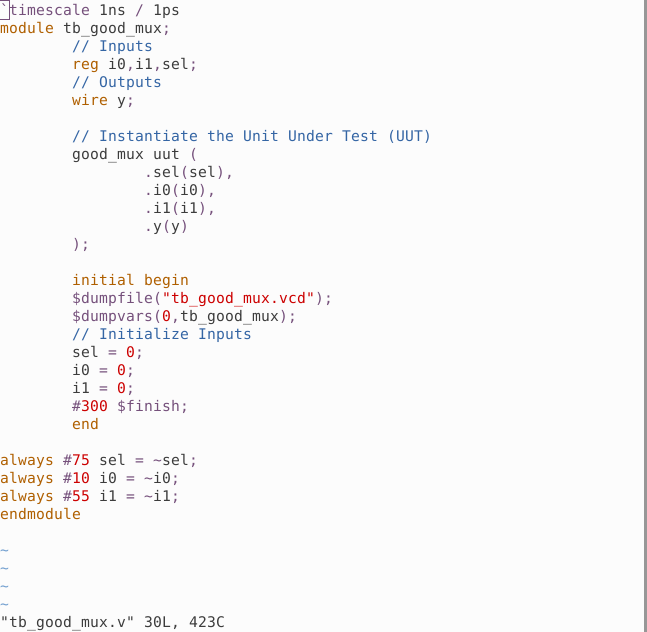 `timescale 1ns / 1ps
module tb_good_mux;
        // Inputs
        reg i0,i1,sel;
        // Outputs
        wire y;

        // Instantiate the Unit Under Test (UUT)
        good_mux uut (
                .sel(sel),
                .i0(i0),
                .i1(i1),
                .y(y)
        );

        initial begin
        $dumpfile("tb_good_mux.vcd");
        $dumpvars(0,tb_good_mux);
        // Initialize Inputs
        sel = 0;
        i0 = 0;
        i1 = 0;
        #300 $finish;
        end

always #75 sel = ~sel;
always #10 i0 = ~i0;
always #55 i1 = ~i1;
endmodule

~
~
~
~
"tb_good_mux.v" 30L, 423C